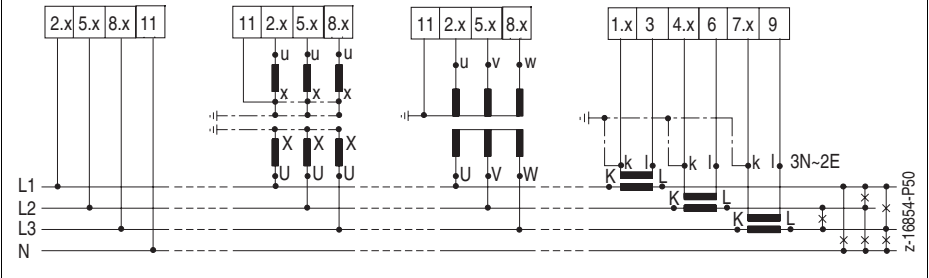 2.x 5.x 8.x 11
11 2.x 5.x 8.x
11 2.x 5.x 8.x
1.x 3 4.x 6 7.x 9
u u u
u v w
x x x
X X X
k l k l k l 3N~2E
U U U
U V W
K L
L1
K L
L2
K L
L3
N
z-16854-P50